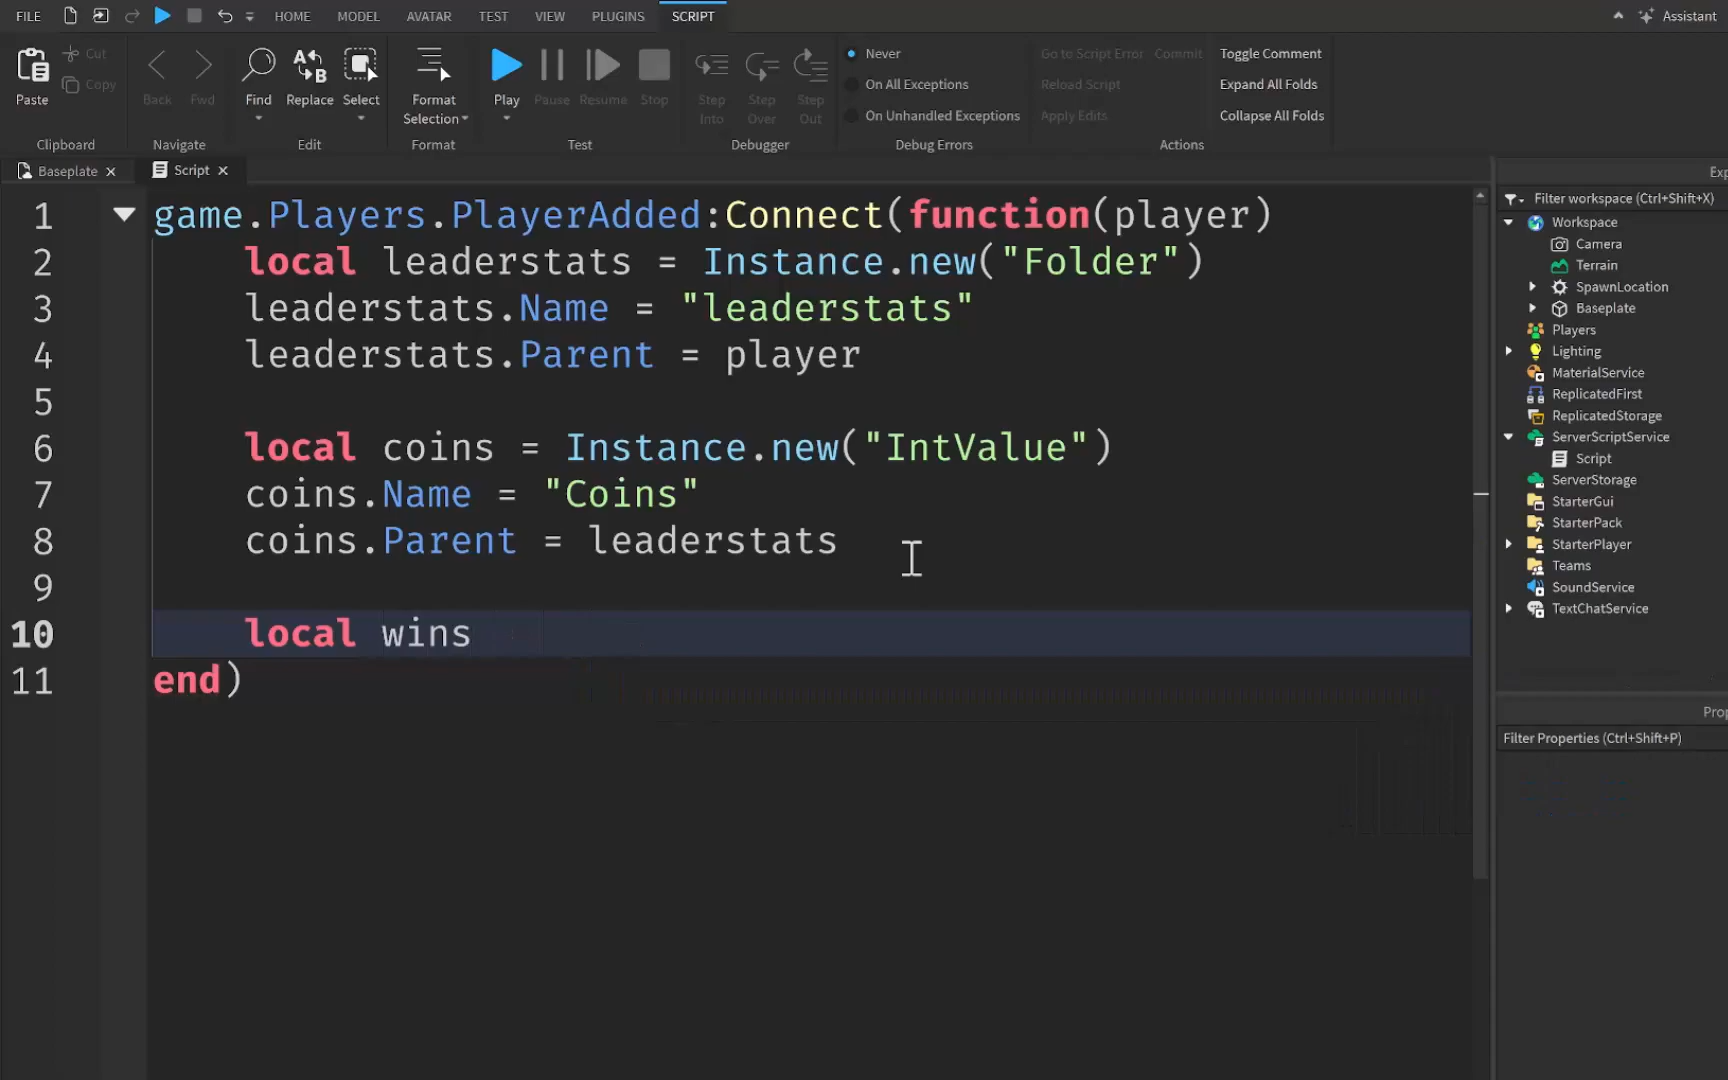 FILE HOME MODEL AVATAR TEST VIEW PLUGINS SCRIPT Assistant
Paste Cut Copy Back Fwd Find Replace Select Format Selection Play Pause Resume Stop Step Into Step Over Step Out
Never
On All Exceptions
On Unhandled Exceptions
Go to Script Error Commit
Reload Script
Apply Edits
Toggle Comment
Expand All Folds
Collapse All Folds
Clipboard Navigate Edit Format Test Debugger Debug Errors Actions
Baseplate Script
1 game.Players.PlayerAdded:Connect(function(player)
2 local leaderstats = Instance.new("Folder")
3 leaderstats.Name = "leaderstats"
4 leaderstats.Parent = player
5
6 local coins = Instance.new("IntValue")
7 coins.Name = "Coins"
8 coins.Parent = leaderstats
9
10 local wins
11 end)
Exp
Filter workspace (Ctrl+Shift+X)
Workspace
Camera
Terrain
SpawnLocation
Baseplate
Players
Lighting
MaterialService
ReplicatedFirst
ReplicatedStorage
ServerScriptService
Script
ServerStorage
StarterGui
StarterPack
StarterPlayer
Teams
SoundService
TextChatService
Prop
Filter Properties (Ctrl+Shift+P)